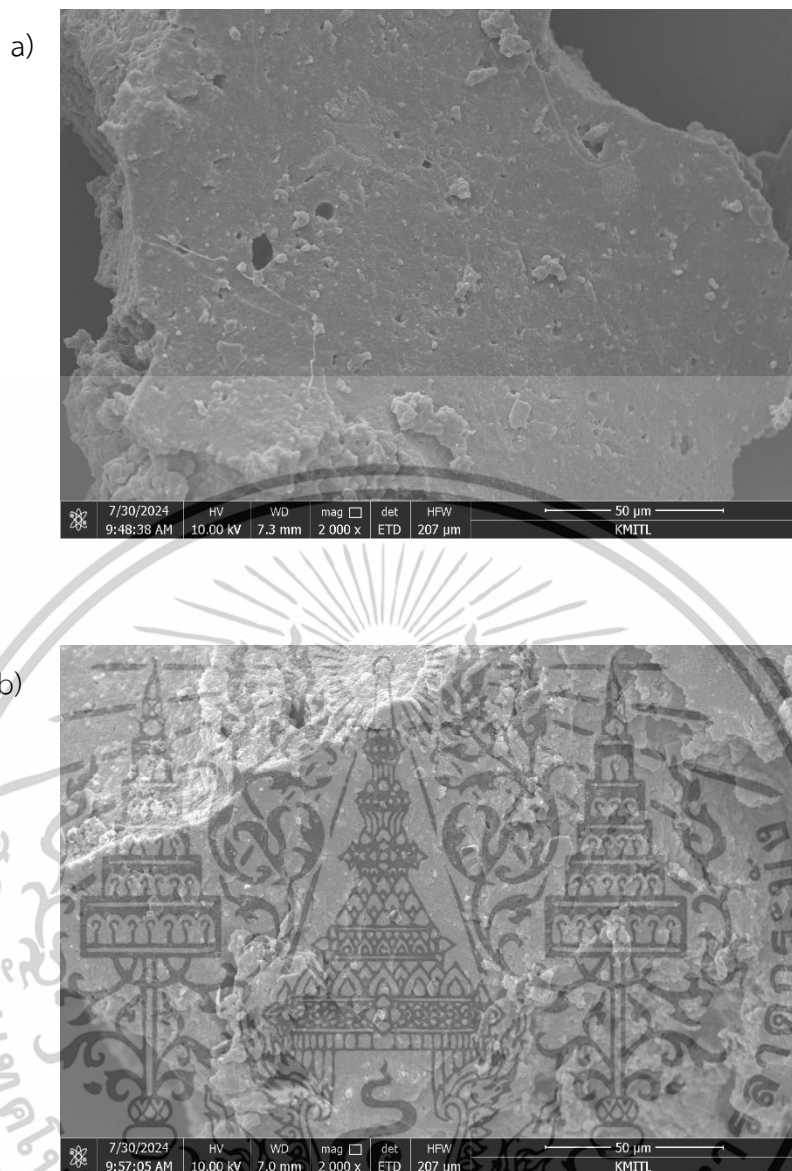 a)
7/30/2024 HV WD mag det HFW 50 µm
9:48:38 AM 10.00 kV 7.3 mm 2 000 x ETD 207 µm KMITL
b)
7/30/2024 HV WD mag det HFW 50 µm
9:57:05 AM 10.00 kV 7.0 mm 2 000 x ETD 207 µm KMITL